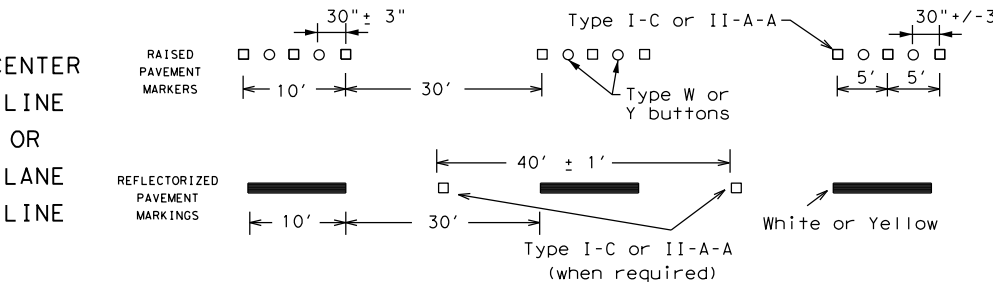 30"± 3"
Type I-C or II-A-A
30"+/-3
CENTER
LINE
OR
LANE
LINE
RAISED
PAVEMENT
MARKERS
10'
30'
Type W or
Y buttons
5'
5'
REFLECTORIZED
PAVEMENT
MARKINGS
40' ± 1'
10'
30'
Type I-C or II-A-A
(when required)
White or Yellow